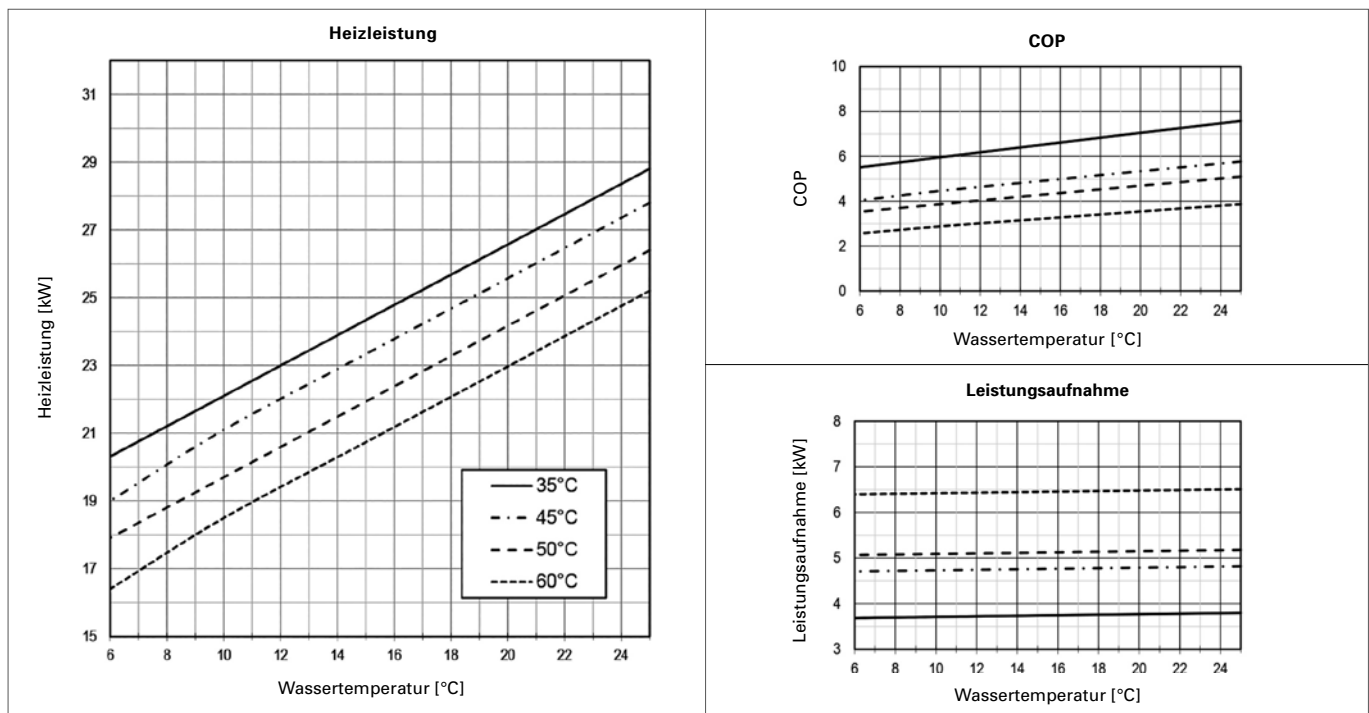 Heizleistung
Heizleistung [kW]
31
29
27
25
23
21
19
17
15
35°C
45°C
50°C
60°C
6 8 10 12 14 16 18 20 22 24
Wassertemperatur [°C]
COP
COP
10
8
6
4
2
0
6 8 10 12 14 16 18 20 22 24
Wassertemperatur [°C]
Leistungsaufnahme
Leistungsaufnahme [kW]
8
7
6
5
4
3
6 8 10 12 14 16 18 20 22 24
Wassertemperatur [°C]